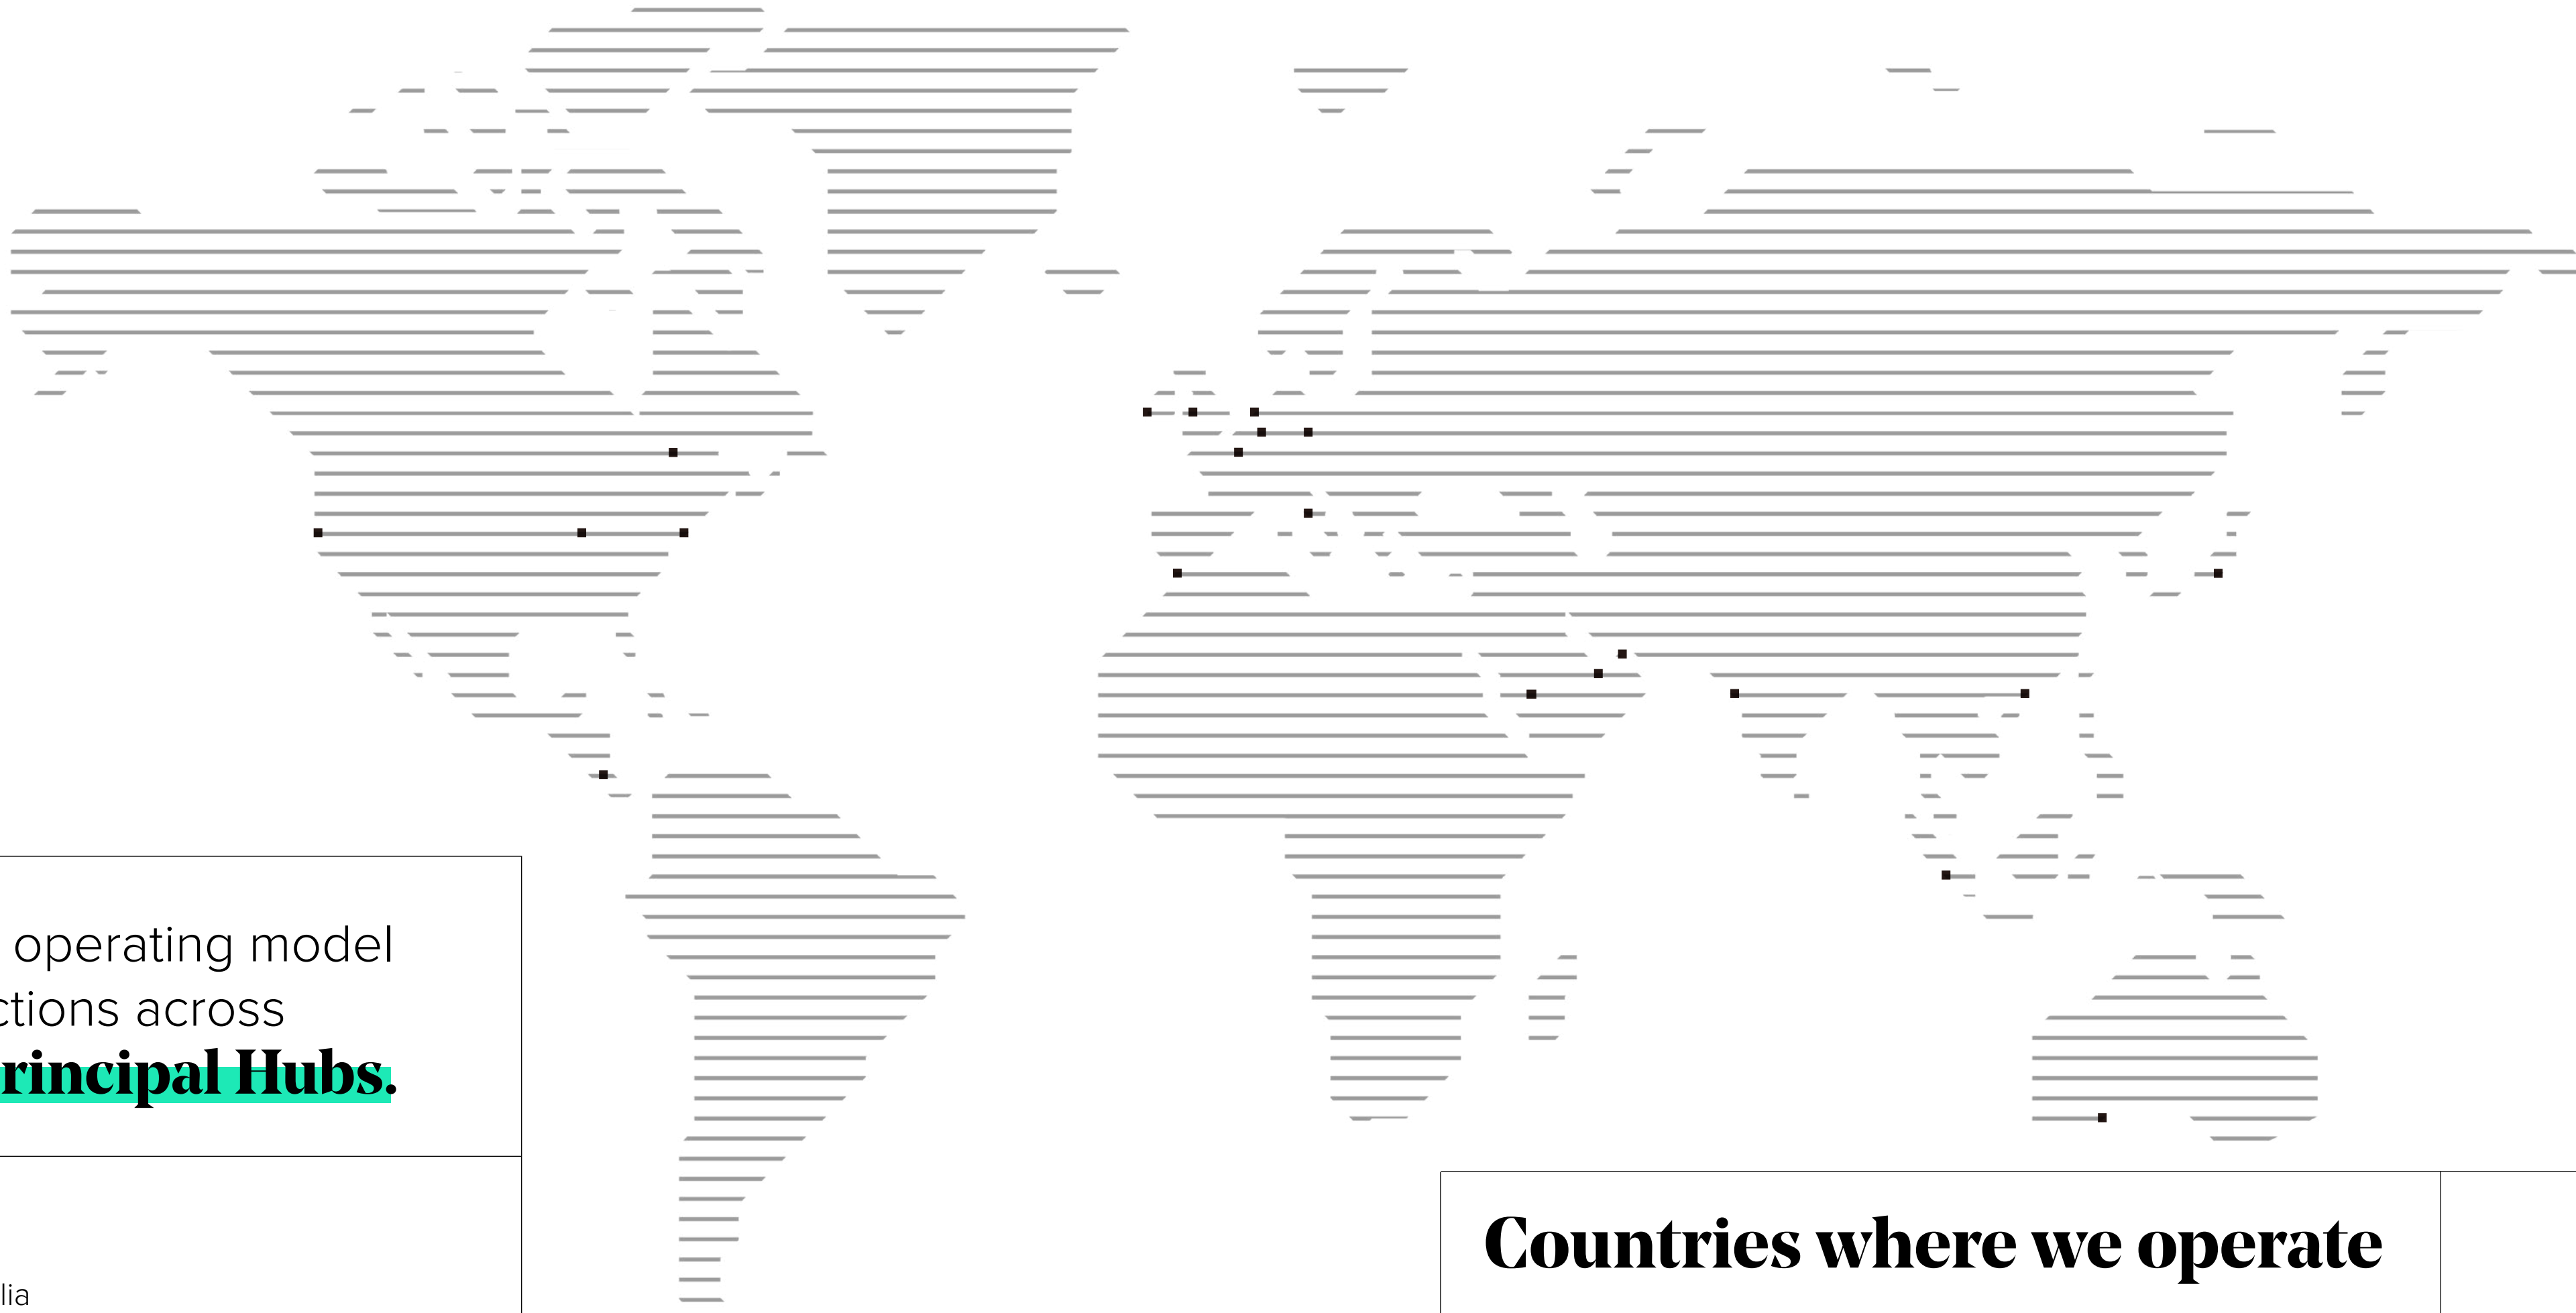 operating model
ctions across
rincipal Hubs.
lia
Countries where we operate